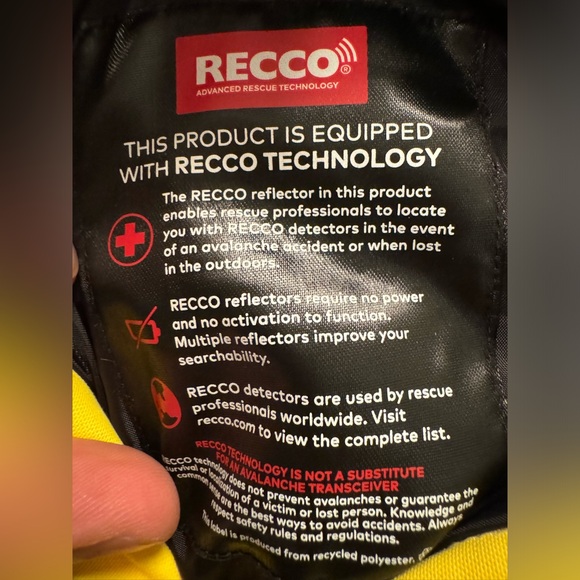 RECCO®
ADVANCED RESCUE TECHNOLOGY
THIS PRODUCT IS EQUIPPED
WITH RECCO TECHNOLOGY
The RECCO reflector in this product
enables rescue professionals to locate
you with RECCO detectors in the event
of an avalanche accident or when lost
in the outdoors.
RECCO reflectors require no power
and no activation to function.
Multiple reflectors improve your
searchability.
RECCO detectors are used by rescue
professionals worldwide. Visit
recco.com to view the complete list.
RECCO TECHNOLOGY IS NOT A SUBSTITUTE
FOR AN AVALANCHE TRANSCEIVER
RECCO technology does not prevent avalanches or guarantee the
survival or localization of a victim or lost person. Knowledge and
common sense are the best ways to avoid accidents. Always
respect safety rules and regulations.
This label is produced from recycled polyester.